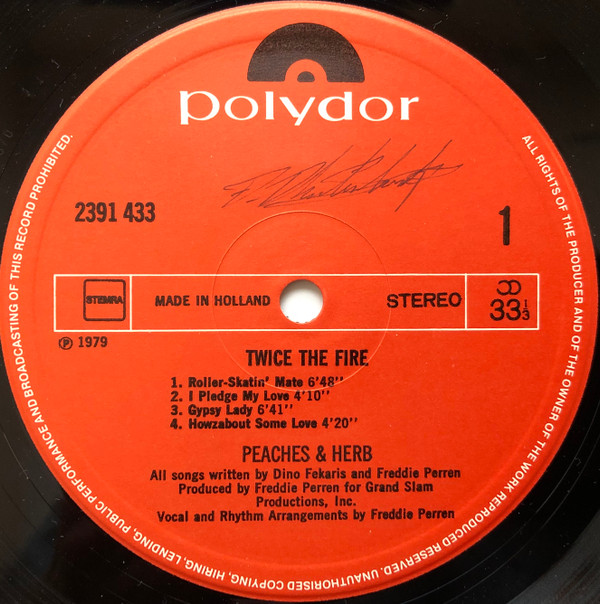 polydor
2391 433
1
STEMRA
MADE IN HOLLAND
STEREO
33 1/3
℗ 1979
TWICE THE FIRE
1. Roller-Skatin' Mate 6'48''
2. I Pledge My Love 4'10''
3. Gypsy Lady 6'41''
4. Howzabout Some Love 4'20''
PEACHES & HERB
All songs written by Dino Fekaris and Freddie Perren
Produced by Freddie Perren for Grand Slam
Productions, Inc.
Vocal and Rhythm Arrangements by Freddie Perren
ALL RIGHTS OF THE PRODUCER AND OF THE OWNER OF THE WORK REPRODUCED RESERVED. UNAUTHORISED COPYING, HIRING, LENDING, PUBLIC PERFORMANCE AND BROADCASTING OF THIS RECORD PROHIBITED.